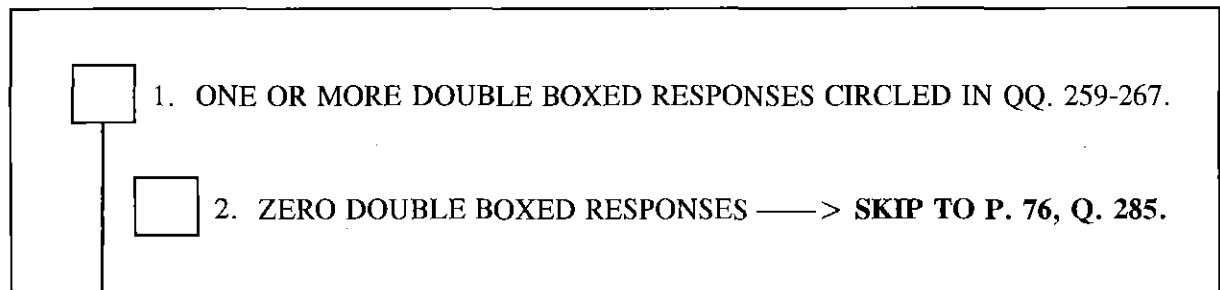 1. ONE OR MORE DOUBLE BOXED RESPONSES CIRCLED IN QQ. 259-267.
2. ZERO DOUBLE BOXED RESPONSES ——> SKIP TO P. 76, Q. 285.